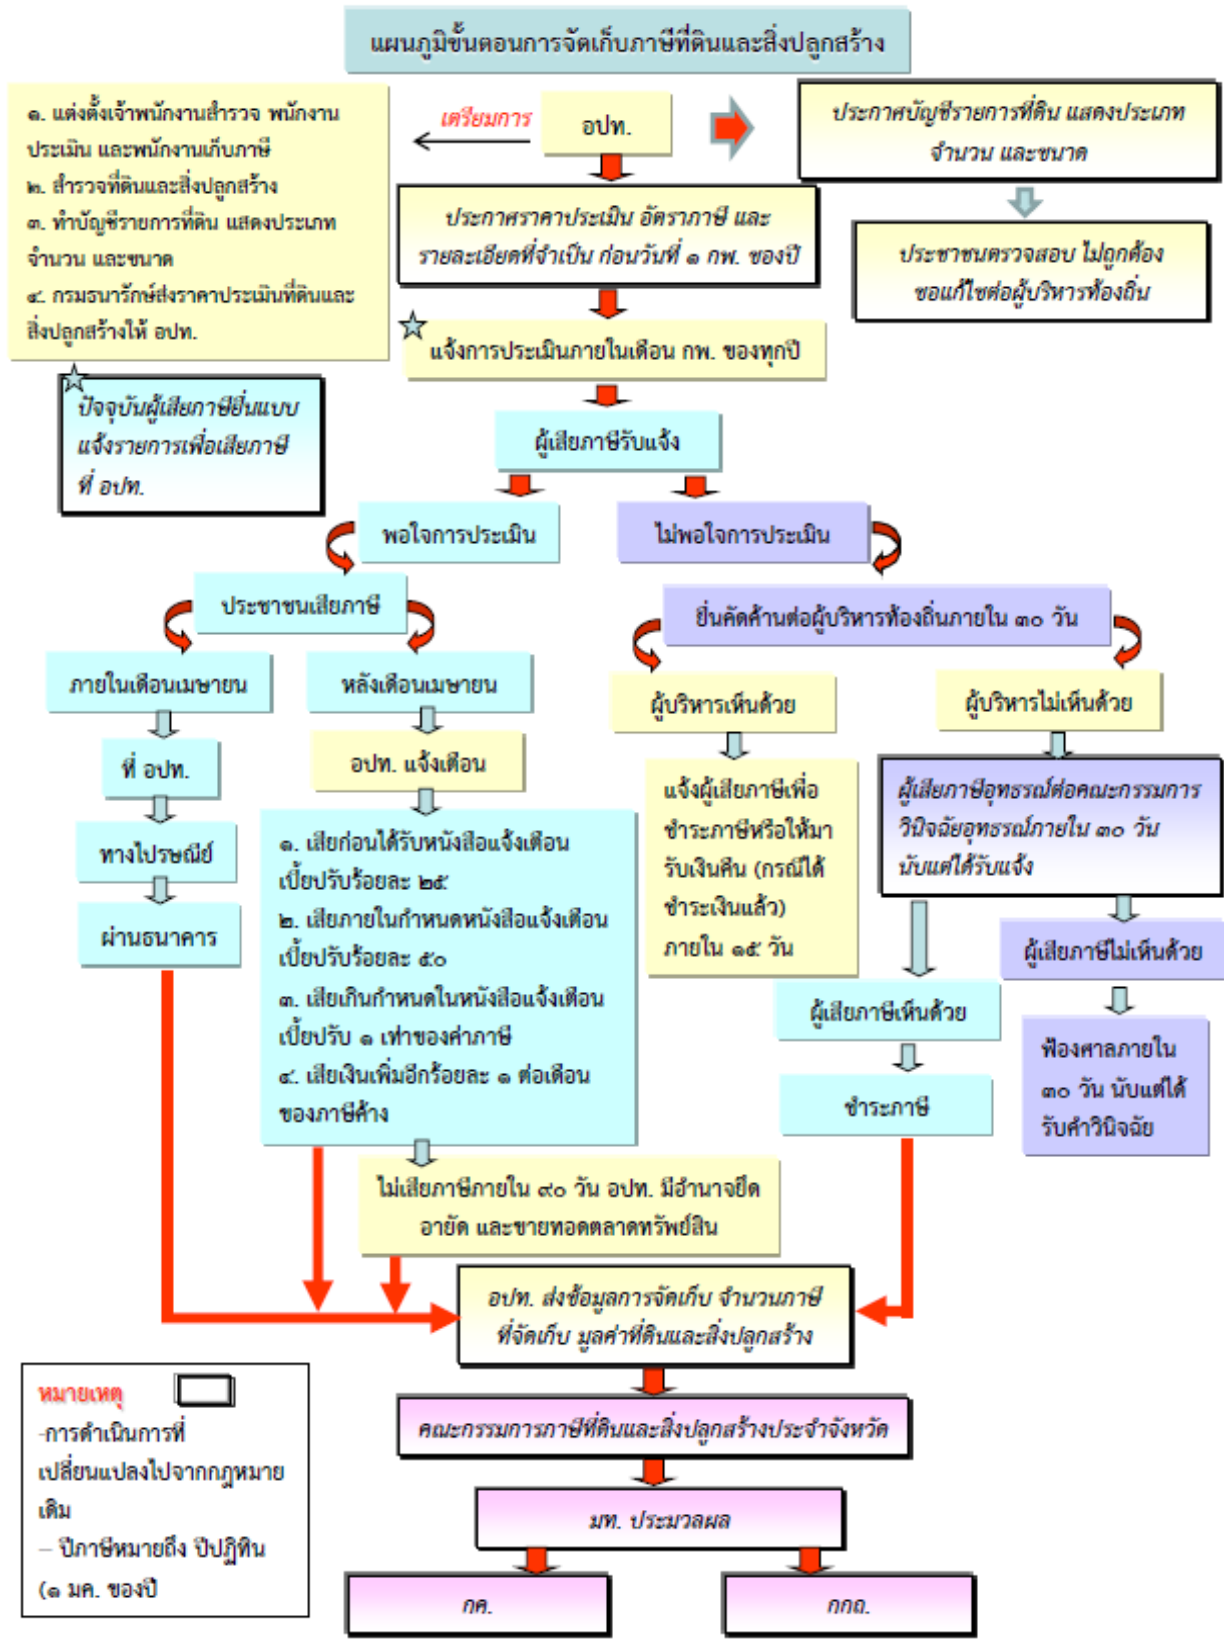 แผนภูมิขั้นตอนการจัดเก็บภาษีที่ดินและสิ่งปลูกสร้าง
๑. แต่งตั้งเจ้าพนักงานสำรวจ พนักงาน
ประเมิน และพนักงานเก็บภาษี
๒. สำรวจที่ดินและสิ่งปลูกสร้าง
๓. ทำบัญชีรายการที่ดิน แสดงประเภท
จำนวน และขนาด
๔. กรมธนารักษ์ส่งราคาประเมินที่ดินและ
สิ่งปลูกสร้างให้ อปท.
เตรียมการ
อปท.
ประกาศบัญชีรายการที่ดิน แสดงประเภท
จำนวน และขนาด
ประชาชนตรวจสอบ ไม่ถูกต้อง
ขอแก้ไขต่อผู้บริหารท้องถิ่น
ประกาศราคาประเมิน อัตราภาษี และ
รายละเอียดที่จำเป็น ก่อนวันที่ ๑ กพ. ของปี
แจ้งการประเมินภายในเดือน กพ. ของทุกปี
ปัจจุบันผู้เสียภาษียื่นแบบ
แจ้งรายการเพื่อเสียภาษี
ที่ อปท.
ผู้เสียภาษีรับแจ้ง
พอใจการประเมิน
ไม่พอใจการประเมิน
ประชาชนเสียภาษี
ยื่นคัดค้านต่อผู้บริหารท้องถิ่นภายใน ๓๐ วัน
ภายในเดือนเมษายน
หลังเดือนเมษายน
ผู้บริหารเห็นด้วย
ผู้บริหารไม่เห็นด้วย
ที่ อปท.
ทางไปรษณีย์
ผ่านธนาคาร
อปท. แจ้งเตือน
๑. เสียก่อนได้รับหนังสือแจ้งเตือน
เบี้ยปรับร้อยละ ๒๕
๒. เสียภายในกำหนดหนังสือแจ้งเตือน
เบี้ยปรับร้อยละ ๕๐
๓. เสียเกินกำหนดในหนังสือแจ้งเตือน
เบี้ยปรับ ๑ เท่าของค่าภาษี
๔. เสียเงินเพิ่มอีกร้อยละ ๑ ต่อเดือน
ของภาษีค้าง
แจ้งผู้เสียภาษีเพื่อ
ชำระภาษีหรือให้มา
รับเงินคืน (กรณีได้
ชำระเงินแล้ว)
ภายใน ๑๕ วัน
ผู้เสียภาษีอุทธรณ์ต่อคณะกรรมการ
วินิจฉัยอุทธรณ์ภายใน ๓๐ วัน
นับแต่ได้รับแจ้ง
ผู้เสียภาษีไม่เห็นด้วย
ผู้เสียภาษีเห็นด้วย
ฟ้องศาลภายใน
๓๐ วัน นับแต่ได้
รับคำวินิจฉัย
ชำระภาษี
ไม่เสียภาษีภายใน ๙๐ วัน อปท. มีอำนาจยึด
อายัด และขายทอดตลาดทรัพย์สิน
อปท. ส่งข้อมูลการจัดเก็บ จำนวนภาษี
ที่จัดเก็บ มูลค่าที่ดินและสิ่งปลูกสร้าง
คณะกรรมการภาษีที่ดินและสิ่งปลูกสร้างประจำจังหวัด
มท. ประมวลผล
กค.
กกถ.
หมายเหตุ
-การดำเนินการที่
เปลี่ยนแปลงไปจากกฎหมาย
เดิม
– ปีภาษีหมายถึง ปีปฏิทิน
(๑ มค. ของปี